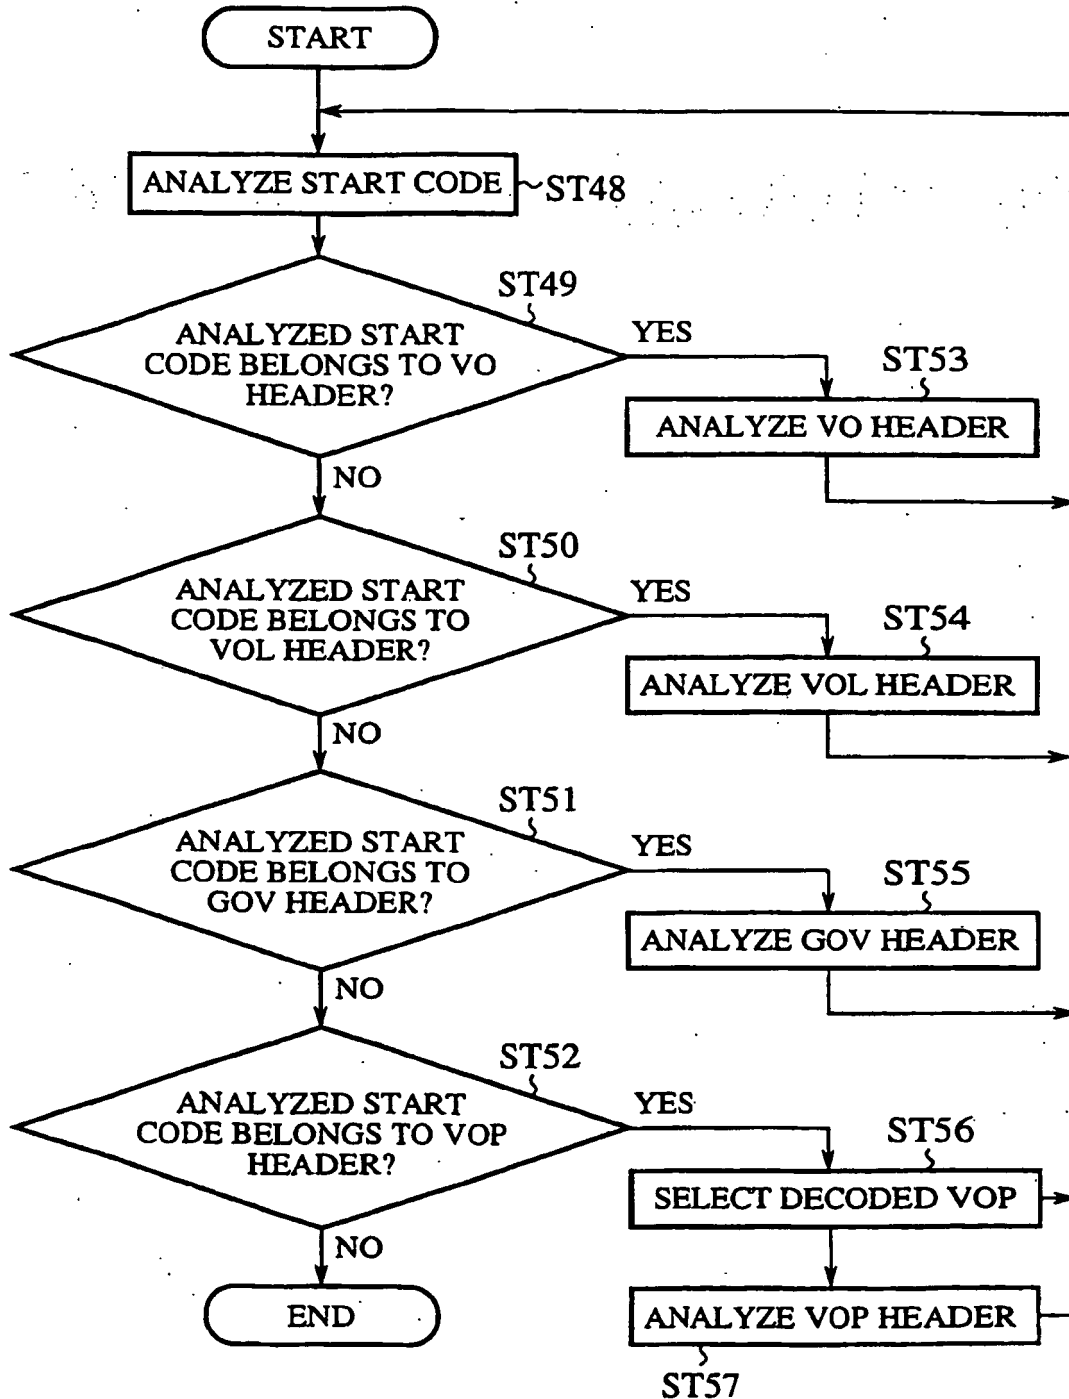 START
ANALYZE START CODE
ST48
ST49
ANALYZED START
CODE BELONGS TO VO
HEADER?
YES
ST53
ANALYZE VO HEADER
NO
ST50
ANALYZED START
CODE BELONGS TO
VOL HEADER?
YES
ST54
ANALYZE VOL HEADER
NO
ST51
ANALYZED START
CODE BELONGS TO
GOV HEADER?
YES
ST55
ANALYZE GOV HEADER
NO
ST52
ANALYZED START
CODE BELONGS TO VOP
HEADER?
YES
ST56
SELECT DECODED VOP
NO
END
ANALYZE VOP HEADER
ST57